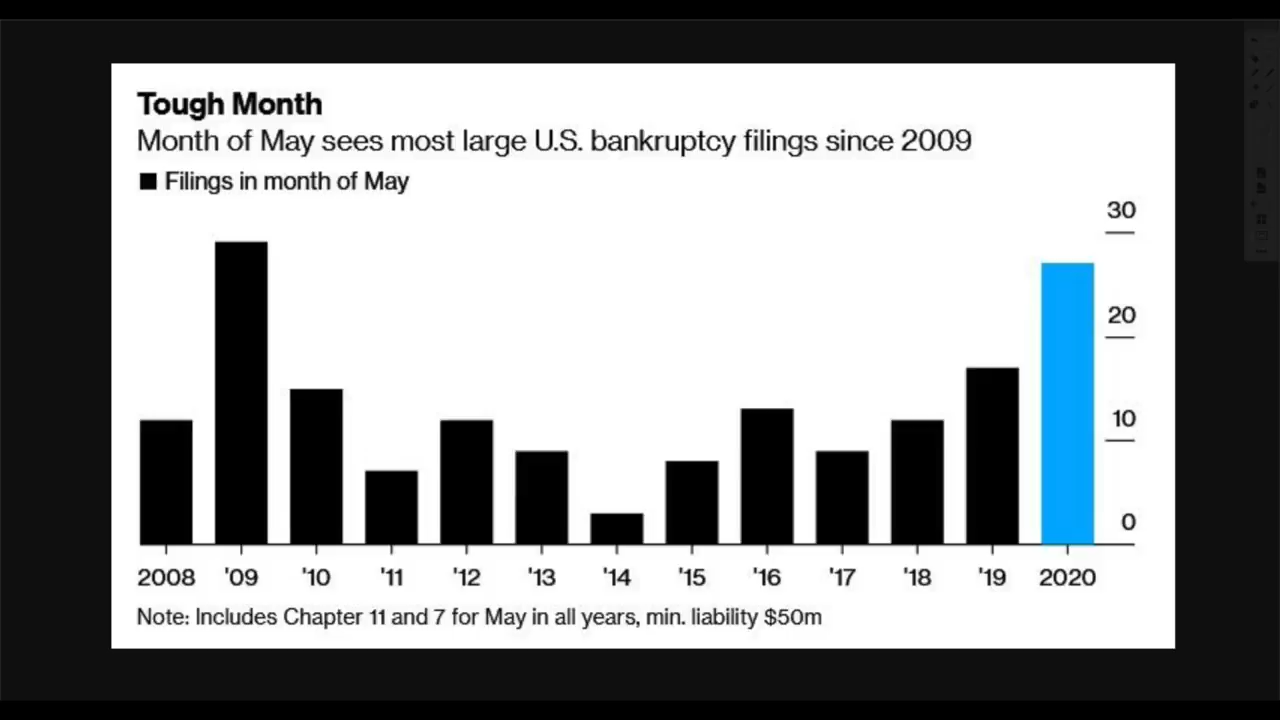 Tough Month
Month of May sees most large U.S. bankruptcy filings since 2009
Filings in month of May
30
20
10
0
2008 '09 '10 '11 '12 '13 '14 '15 '16 '17 '18 '19 2020
Note: Includes Chapter 11 and 7 for May in all years, min. liability $50m